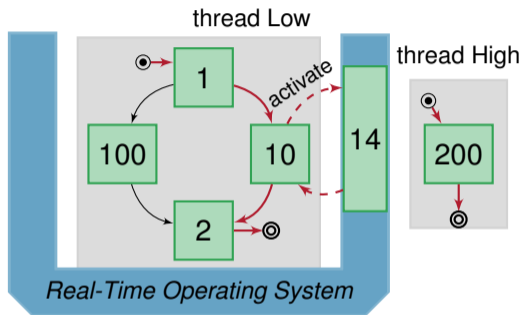 thread Low
thread High
activate
1
100
10
14
200
2
Real-Time Operating System